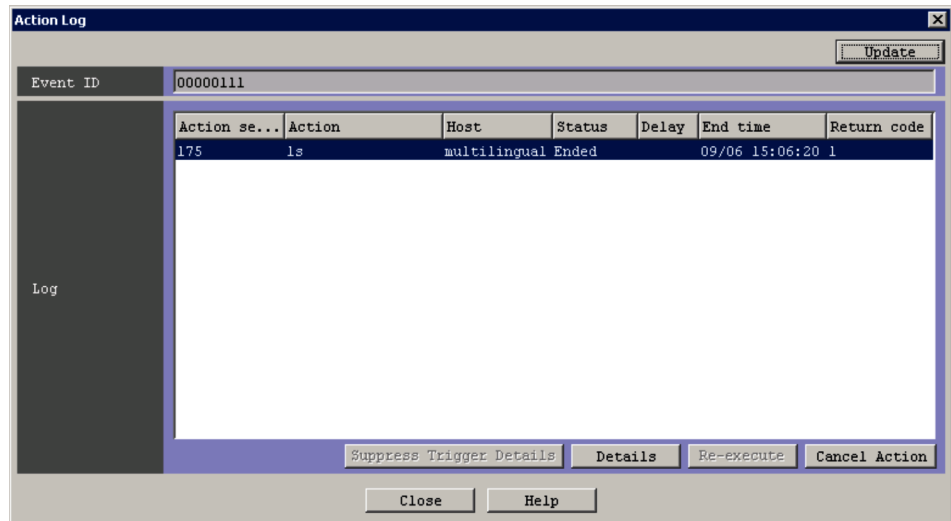 Action Log
Update
Event ID 00000111
Action se... Action Host Status Delay End time Return code
175 ls multilingual Ended 09/06 15:06:20 1
Log
Suppress Trigger Details Details Re-execute Cancel Action
Close Help